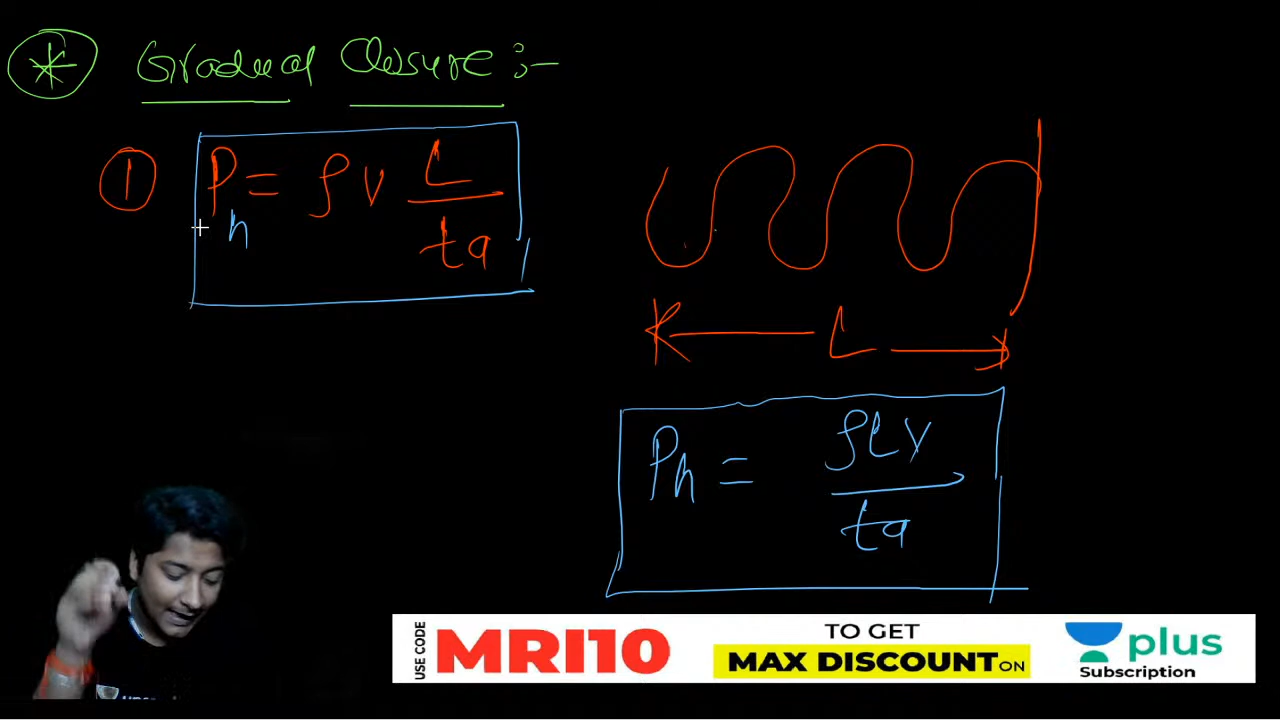 * Gradual Closure :-
① Ph = ρV L/ta
L
Ph = ρLV/ta
USE CODE MRI10 TO GET MAX DISCOUNT ON plus Subscription